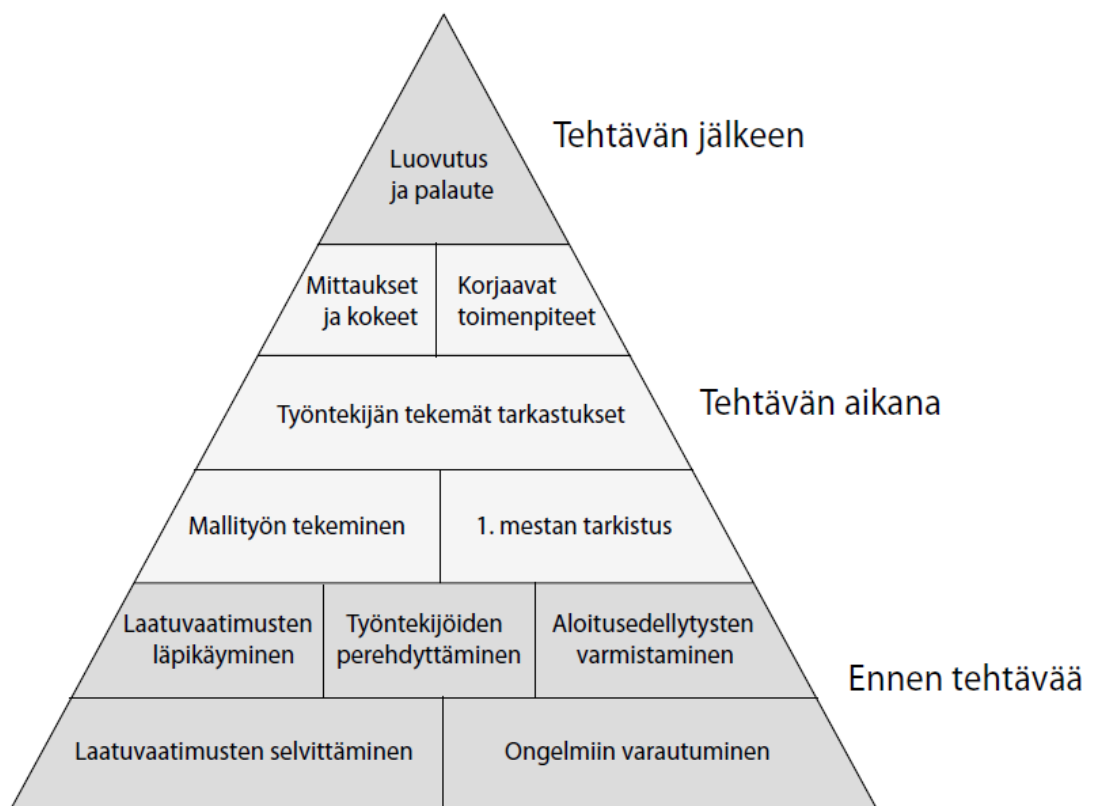 Tehtävän jälkeen
Luovutus
ja palaute
Mittaukset
ja kokeet
Korjaavat
toimenpiteet
Työntekijän tekemät tarkastukset
Tehtävän aikana
Mallityön tekeminen
1. mestan tarkistus
Laatuvaatimusten
läpikäyminen
Työntekijöiden
perehdyttäminen
Aloitusedellytysten
varmistaminen
Ennen tehtävää
Laatuvaatimusten selvittäminen
Ongelmiin varautuminen